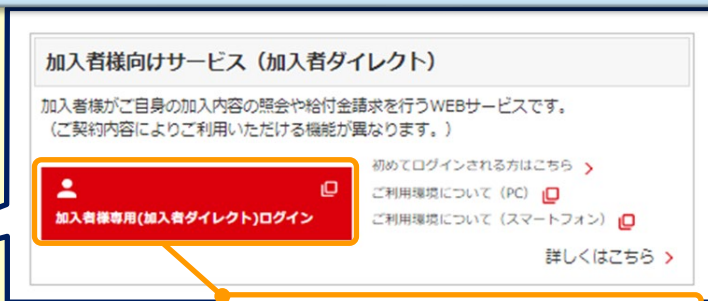 加入者様向けサービス（加入者ダイレクト）
加入者様がご自身の加入内容の照会や給付金請求を行うWEBサービスです。
（ご契約内容によりご利用いただける機能が異なります。）
初めてログインされる方はこちら
加入者様専用(加入者ダイレクト)ログイン
ご利用環境について（PC）
ご利用環境について（スマートフォン）
詳しくはこちら